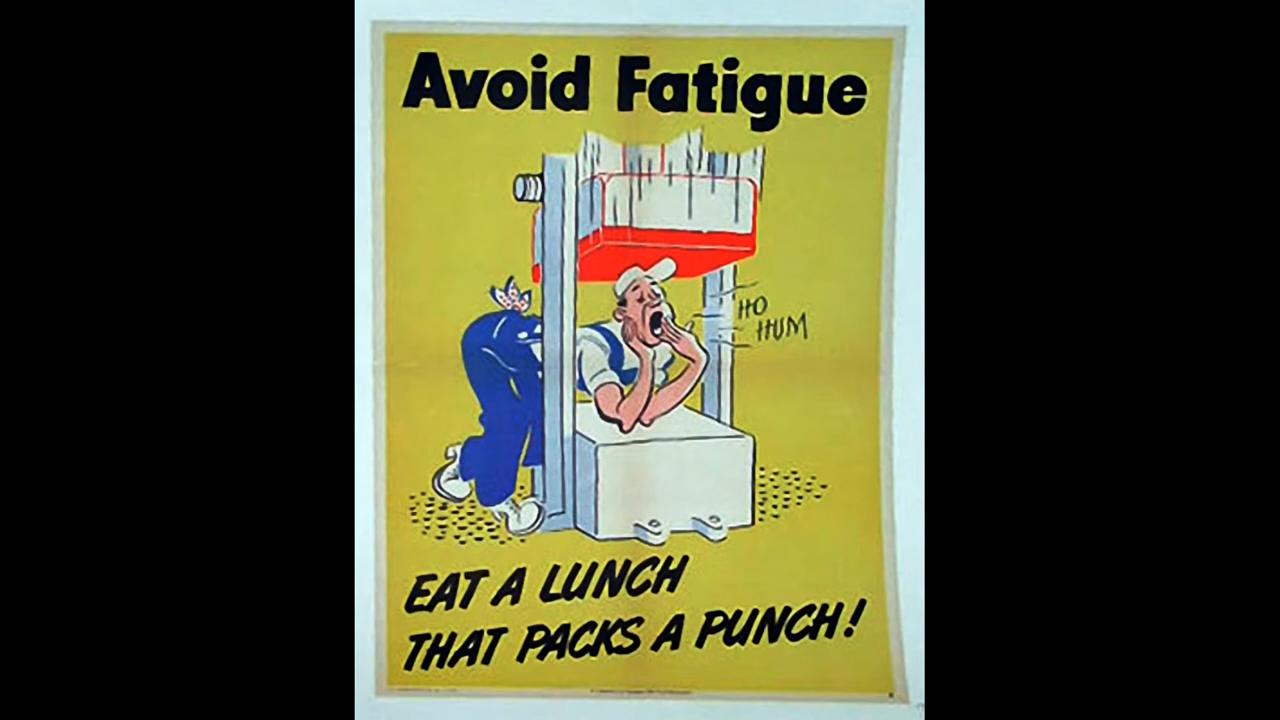 Avoid Fatigue
HO
HUM
EAT A LUNCH
THAT PACKS A PUNCH!